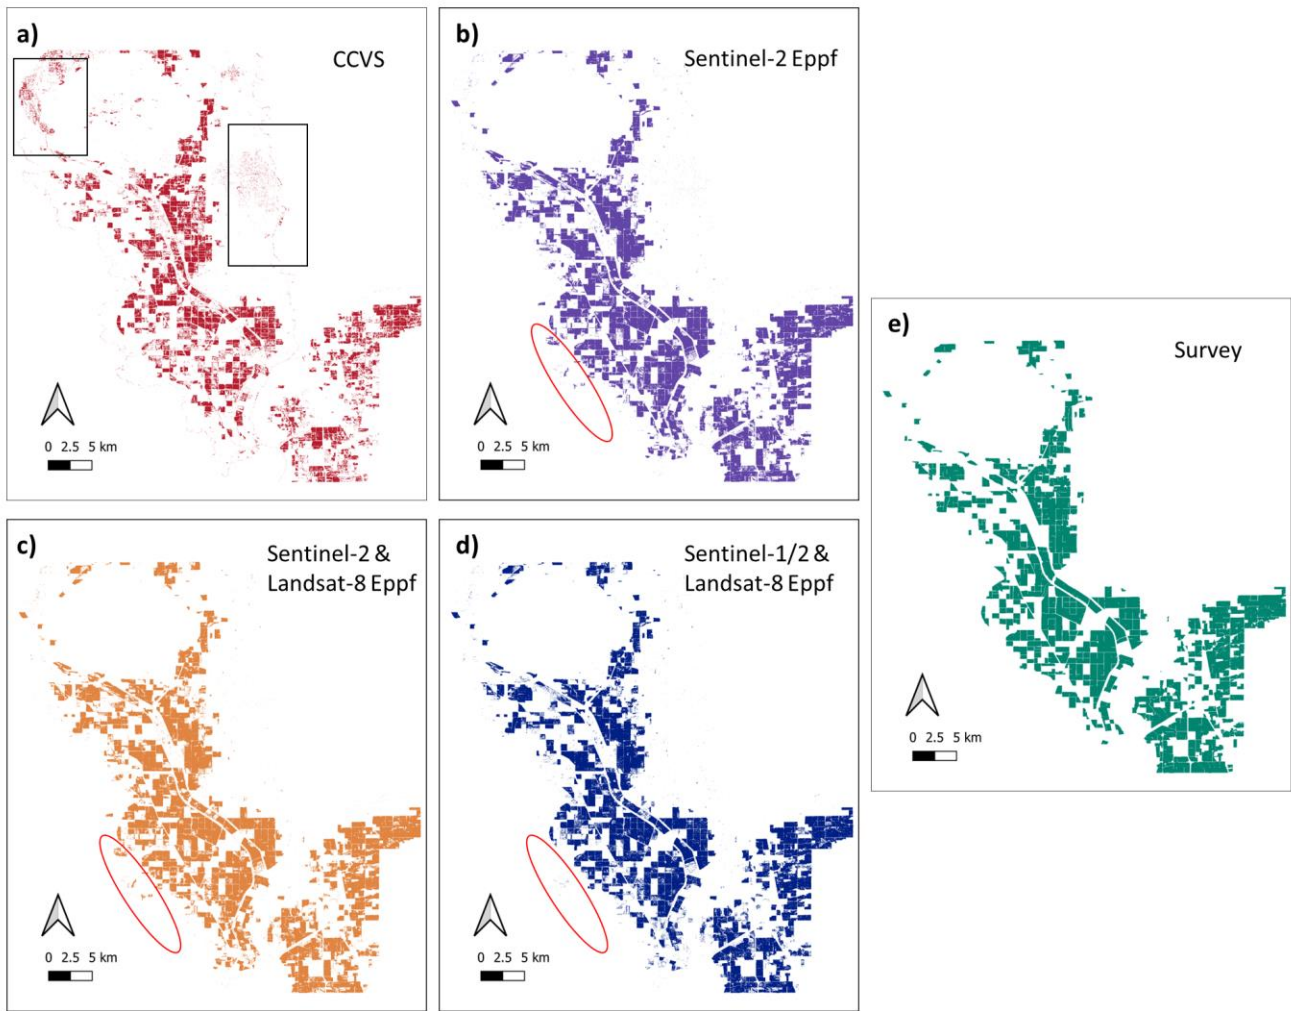 a)
CCVS
0 2.5 5 km
b)
Sentinel-2 Eppf
0 2.5 5 km
c)
Sentinel-2 &
Landsat-8 Eppf
0 2.5 5 km
d)
Sentinel-1/2 &
Landsat-8 Eppf
0 2.5 5 km
e)
Survey
0 2.5 5 km